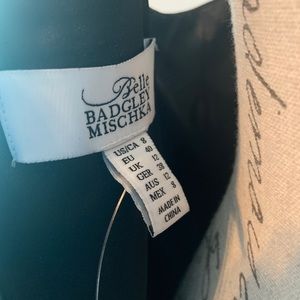 Belle
BADGLEY
MISCHKA
US/CA 8
EU 40
UK 12
GER 38
AUS 12
MEX 8
MADE IN
CHINA